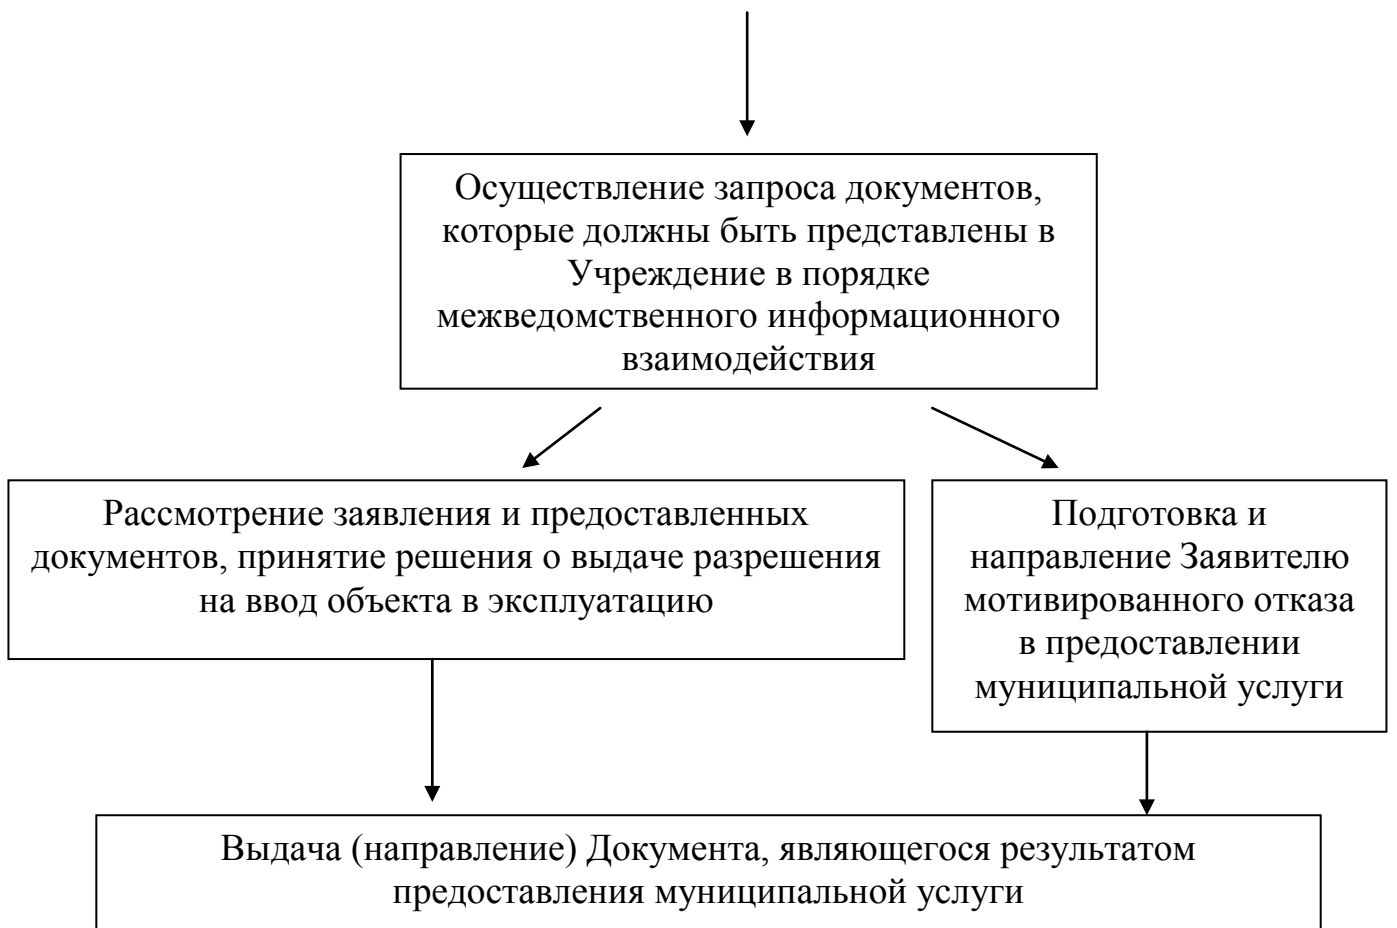 Осуществление запроса документов,
которые должны быть представлены в
Учреждение в порядке
межведомственного информационного
взаимодействия
Рассмотрение заявления и предоставленных
документов, принятие решения о выдаче разрешения
на ввод объекта в эксплуатацию
Подготовка и
направление Заявителю
мотивированного отказа
в предоставлении
муниципальной услуги
Выдача (направление) Документа, являющегося результатом
предоставления муниципальной услуги